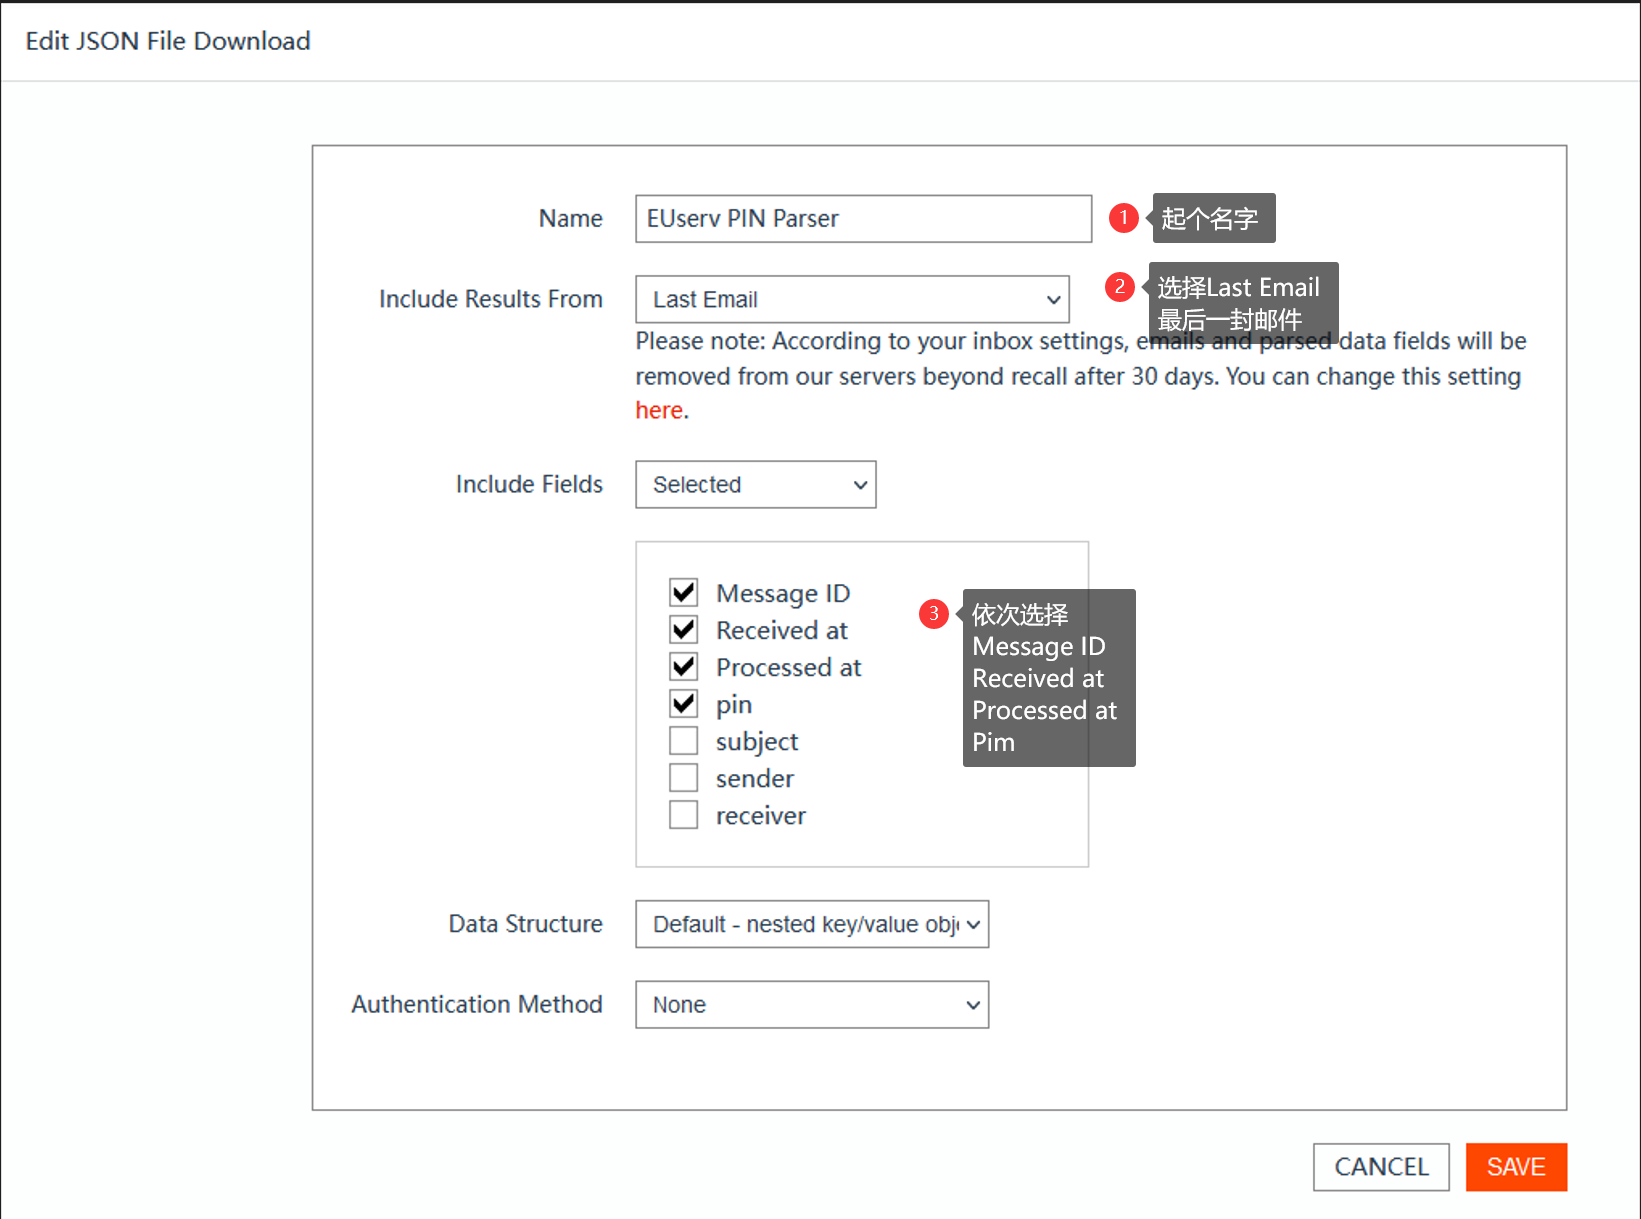 Edit JSON File Download
Name
EUserv PIN Parser
1
起个名字
Include Results From
Last Email
2
选择Last Email
最后一封邮件
Please note: According to your inbox settings, emails and parsed data fields will be
removed from our servers beyond recall after 30 days. You can change this setting
here.
Include Fields
Selected
Message ID
Received at
Processed at
pin
subject
sender
receiver
3
依次选择
Message ID
Received at
Processed at
Pim
Data Structure
Default - nested key/value obj
Authentication Method
None
CANCEL
SAVE